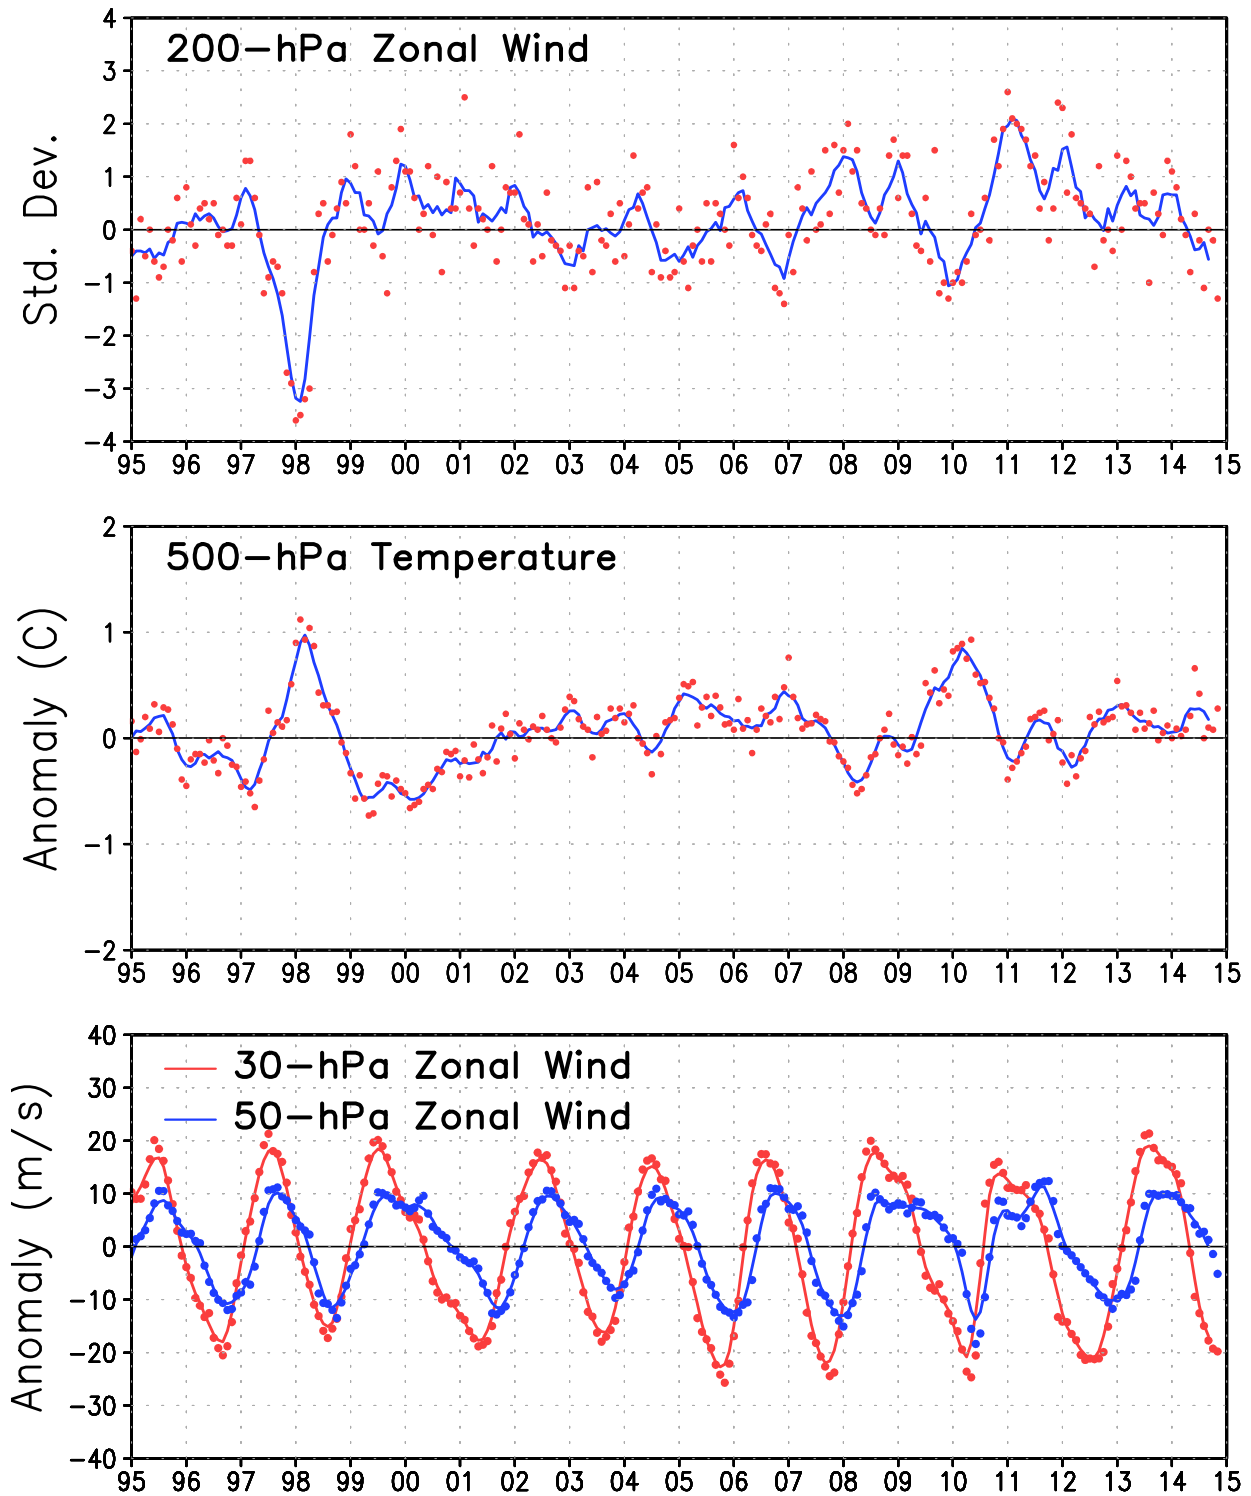 200-hPa Zonal Wind
Std. Dev.
4
3
2
1
0
-1
-2
-3
-4
95 96 97 98 99 00 01 02 03 04 05 06 07 08 09 10 11 12 13 14 15
500-hPa Temperature
Anomaly (C)
2
1
0
-1
-2
95 96 97 98 99 00 01 02 03 04 05 06 07 08 09 10 11 12 13 14 15
30-hPa Zonal Wind
50-hPa Zonal Wind
Anomaly (m/s)
40
30
20
10
0
-10
-20
-30
-40
95 96 97 98 99 00 01 02 03 04 05 06 07 08 09 10 11 12 13 14 15